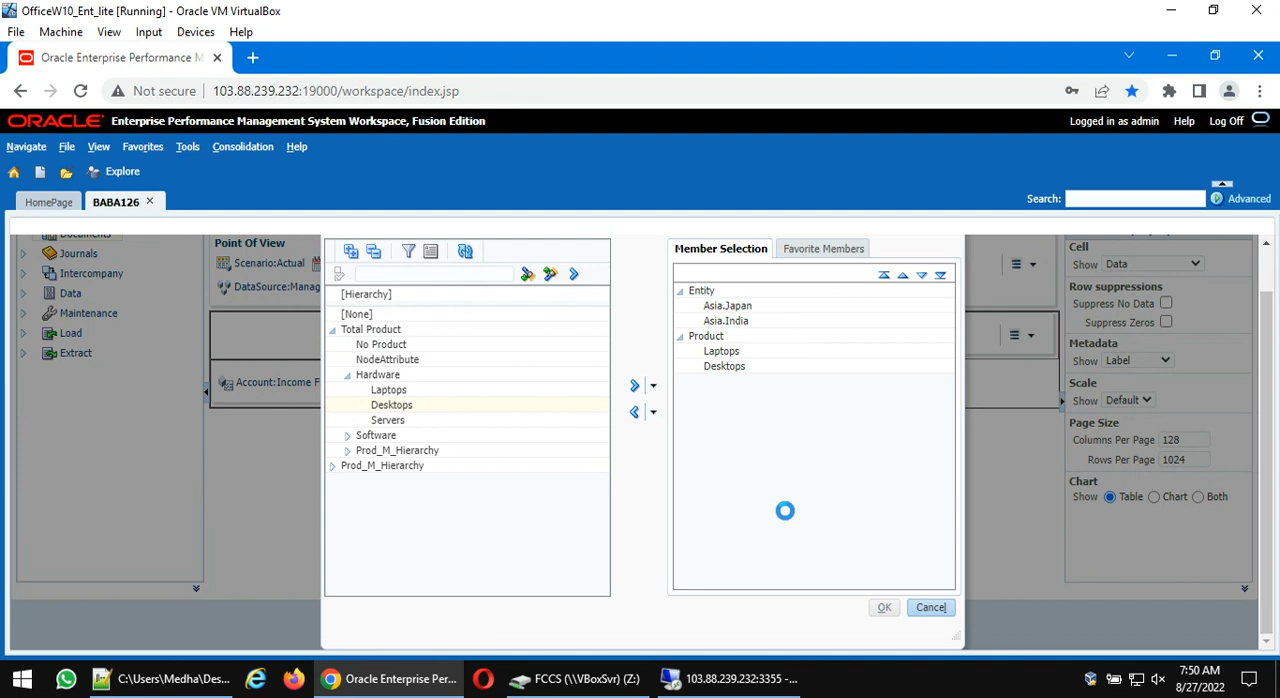 OfficeW10_Ent_lite [Running] - Oracle VM VirtualBox
File Machine View Input Devices Help
Oracle Enterprise Performance M
Not secure 103.88.239.232:19000/workspace/index.jsp
ORACLE Enterprise Performance Management System Workspace, Fusion Edition
Logged in as admin Help Log Off
Navigate File View Favorites Tools Consolidation Help
Explore
HomePage BABA126
Search: Advanced
Documents
Journals
Intercompany
Data
Maintenance
Load
Extract
Point Of View
Scenario:Actual
DataSource:Manag
Account:Income F
[Hierarchy]
[None]
Total Product
No Product
NodeAttribute
Hardware
Laptops
Desktops
Servers
Software
Prod_M_Hierarchy
Prod_M_Hierarchy
Member Selection Favorite Members
Entity
Asia.Japan
Asia.India
Product
Laptops
Desktops
OK Cancel
Cell
Show Data
Row suppressions
Suppress No Data
Suppress Zeros
Metadata
Show Label
Scale
Show Default
Page Size
Columns Per Page 128
Rows Per Page 1024
Chart
Show Table Chart Both
C:\Users\Medha\Des...
Oracle Enterprise Per...
FCCS (\\VBoxSvr) (Z:)
103.88.239.232:3355 -...
7:50 AM
8/27/2022